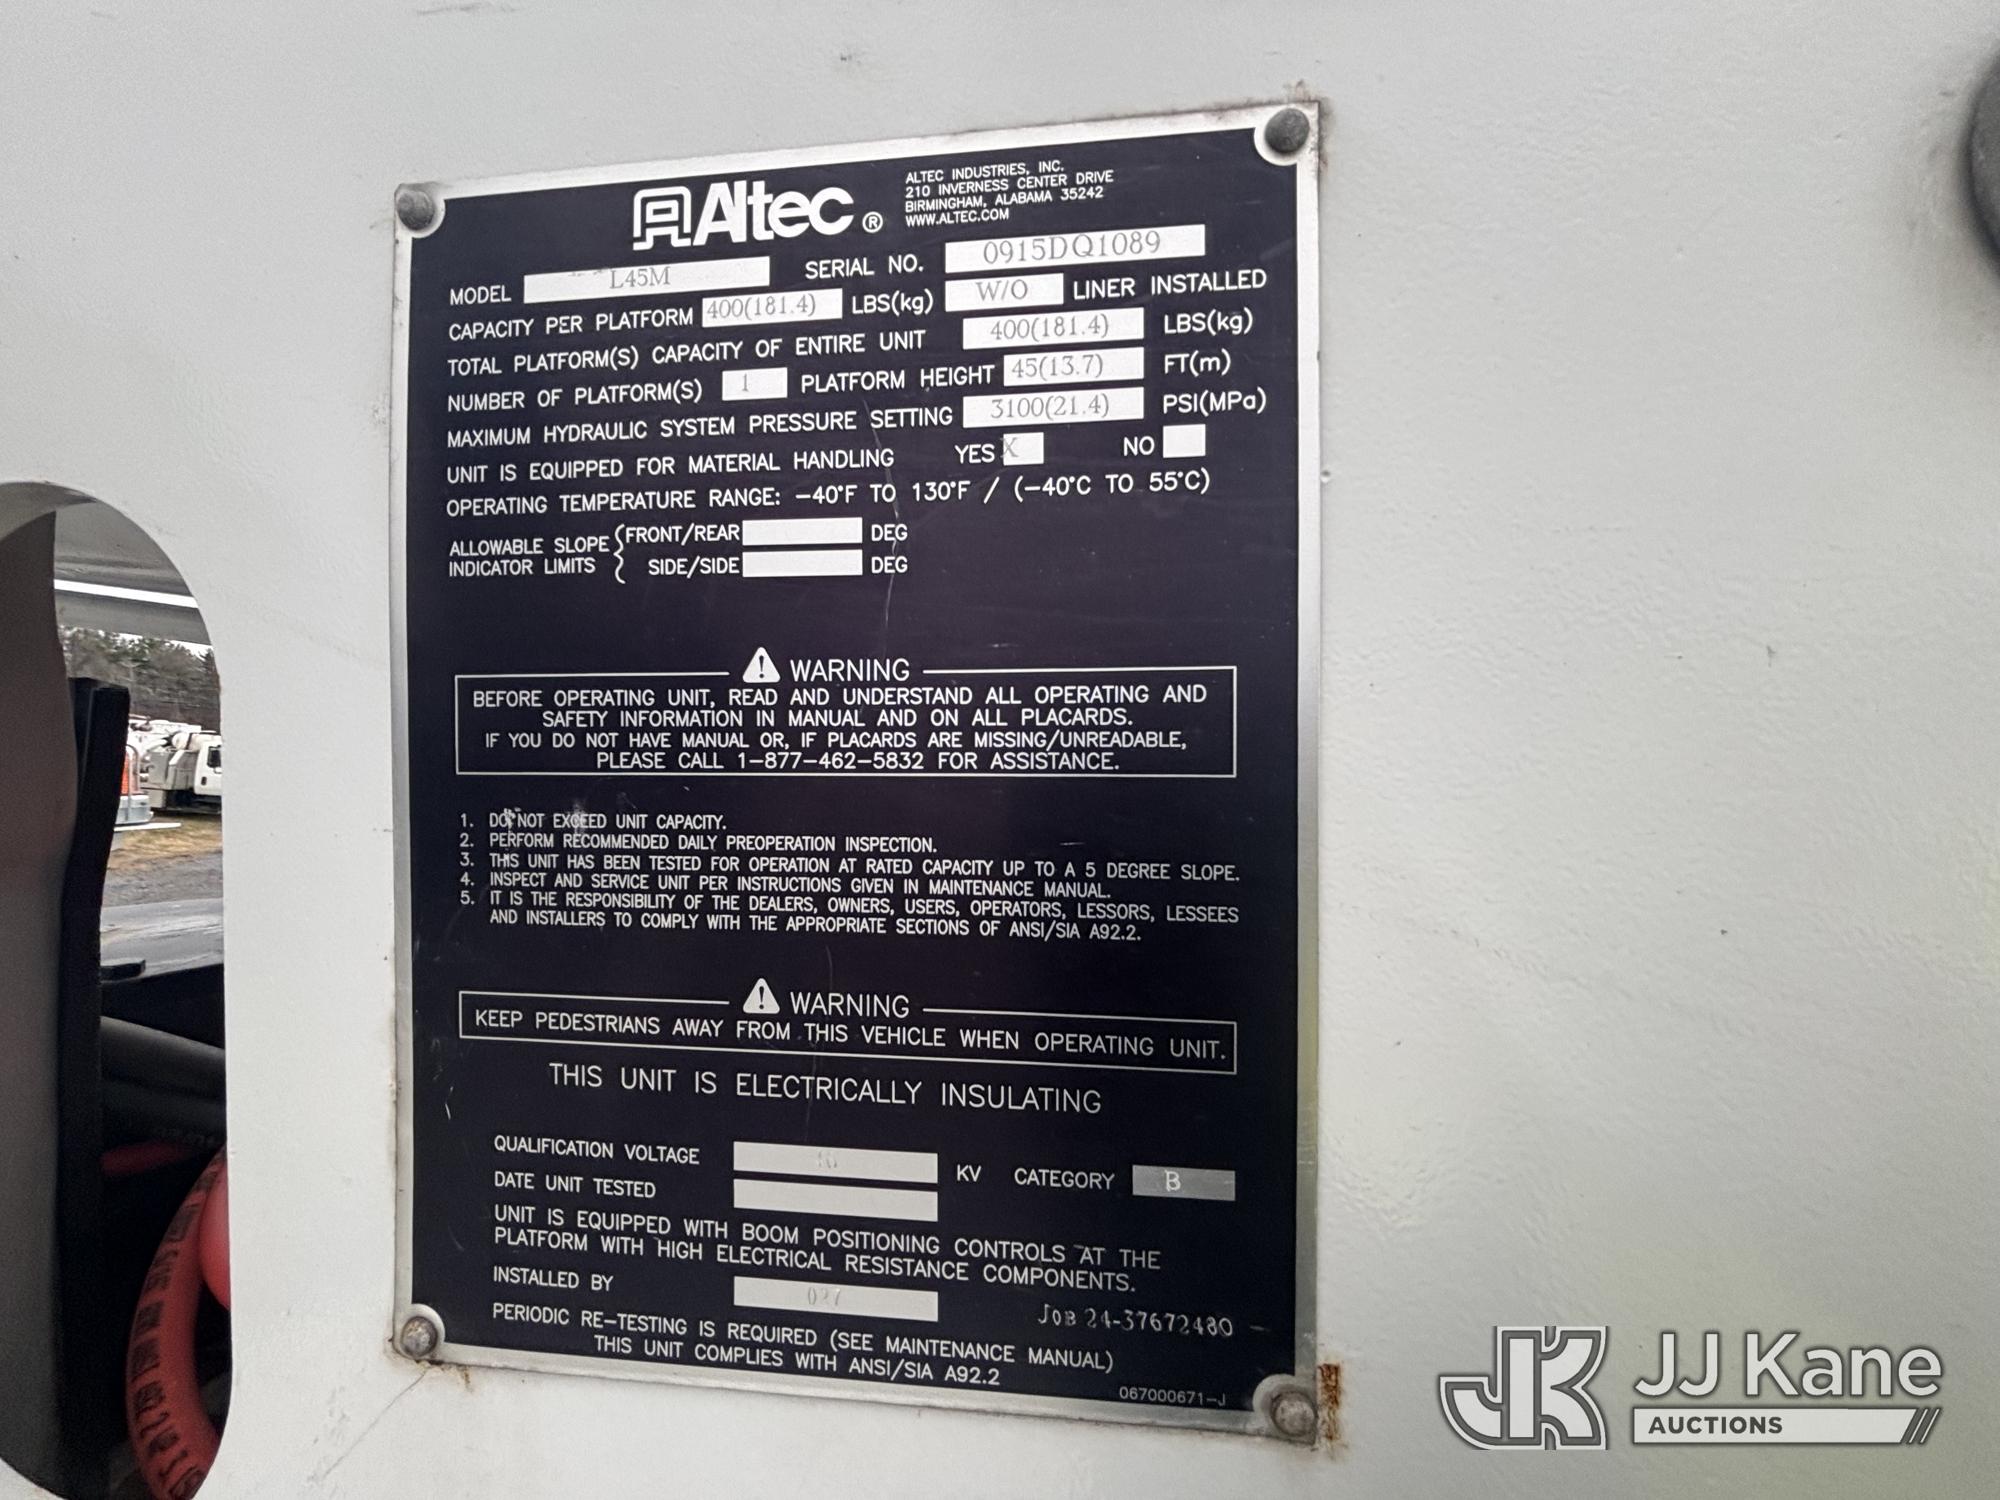 Altec ®
ALTEC INDUSTRIES, INC.
210 INVERNESS CENTER DRIVE
BIRMINGHAM, ALABAMA 35242
WWW.ALTEC.COM
MODEL L45M SERIAL NO. 0915DQ1089
CAPACITY PER PLATFORM 400(181.4) LBS(kg) W/O LINER INSTALLED
TOTAL PLATFORM(S) CAPACITY OF ENTIRE UNIT 400(181.4) LBS(kg)
NUMBER OF PLATFORM(S) 1 PLATFORM HEIGHT 45(13.7) FT(m)
MAXIMUM HYDRAULIC SYSTEM PRESSURE SETTING 3100(21.4) PSI(MPa)
UNIT IS EQUIPPED FOR MATERIAL HANDLING YES X NO
OPERATING TEMPERATURE RANGE: -40°F TO 130°F / (-40°C TO 55°C)
ALLOWABLE SLOPE INDICATOR LIMITS
FRONT/REAR DEG
SIDE/SIDE DEG
WARNING
BEFORE OPERATING UNIT, READ AND UNDERSTAND ALL OPERATING AND
SAFETY INFORMATION IN MANUAL AND ON ALL PLACARDS.
IF YOU DO NOT HAVE MANUAL OR, IF PLACARDS ARE MISSING/UNREADABLE,
PLEASE CALL 1-877-462-5832 FOR ASSISTANCE.
1. DO NOT EXCEED UNIT CAPACITY.
2. PERFORM RECOMMENDED DAILY PREOPERATION INSPECTION.
3. THIS UNIT HAS BEEN TESTED FOR OPERATION AT RATED CAPACITY UP TO A 5 DEGREE SLOPE.
4. INSPECT AND SERVICE UNIT PER INSTRUCTIONS GIVEN IN MAINTENANCE MANUAL.
5. IT IS THE RESPONSIBILITY OF THE DEALERS, OWNERS, USERS, OPERATORS, LESSORS, LESSEES
AND INSTALLERS TO COMPLY WITH THE APPROPRIATE SECTIONS OF ANSI/SIA A92.2.
WARNING
KEEP PEDESTRIANS AWAY FROM THIS VEHICLE WHEN OPERATING UNIT.
THIS UNIT IS ELECTRICALLY INSULATING
QUALIFICATION VOLTAGE KV CATEGORY B
DATE UNIT TESTED
UNIT IS EQUIPPED WITH BOOM POSITIONING CONTROLS AT THE
PLATFORM WITH HIGH ELECTRICAL RESISTANCE COMPONENTS.
INSTALLED BY 027
JOB 24-37672480
PERIODIC RE-TESTING IS REQUIRED (SEE MAINTENANCE MANUAL)
THIS UNIT COMPLIES WITH ANSI/SIA A92.2
067000671-J
JK JJ Kane
AUCTIONS